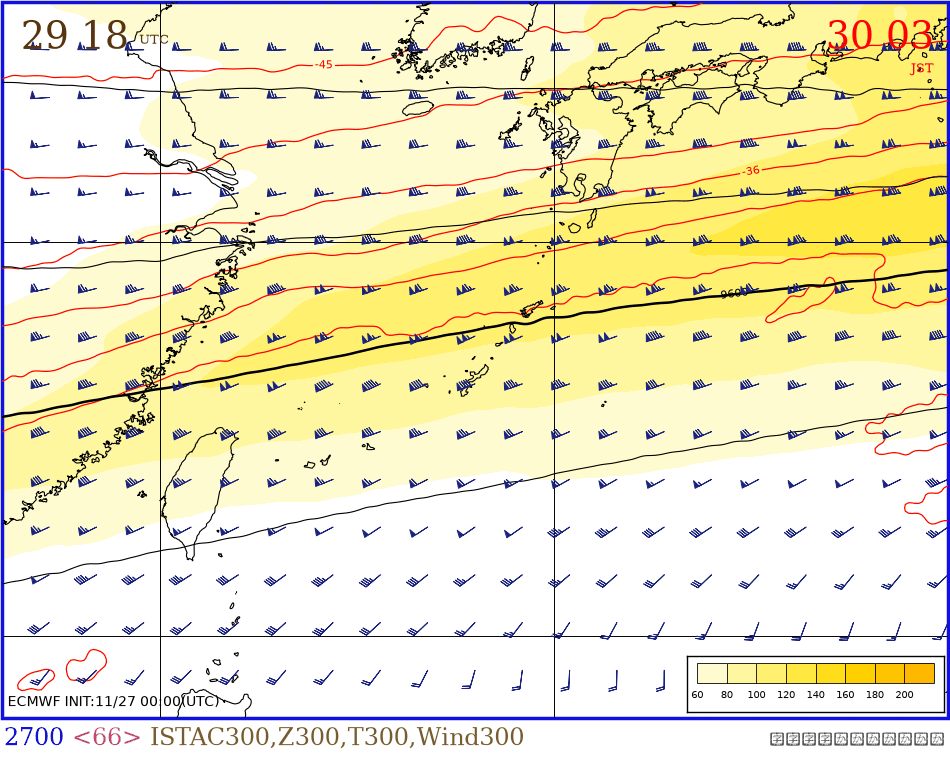 29 18 UTC
30 03
JST
-45
-36
9600
ECMWF INIT:11/27 00:00(UTC)
60 80 100 120 140 160 180 200
2700 <66> ISTAC300,Z300,T300,Wind300